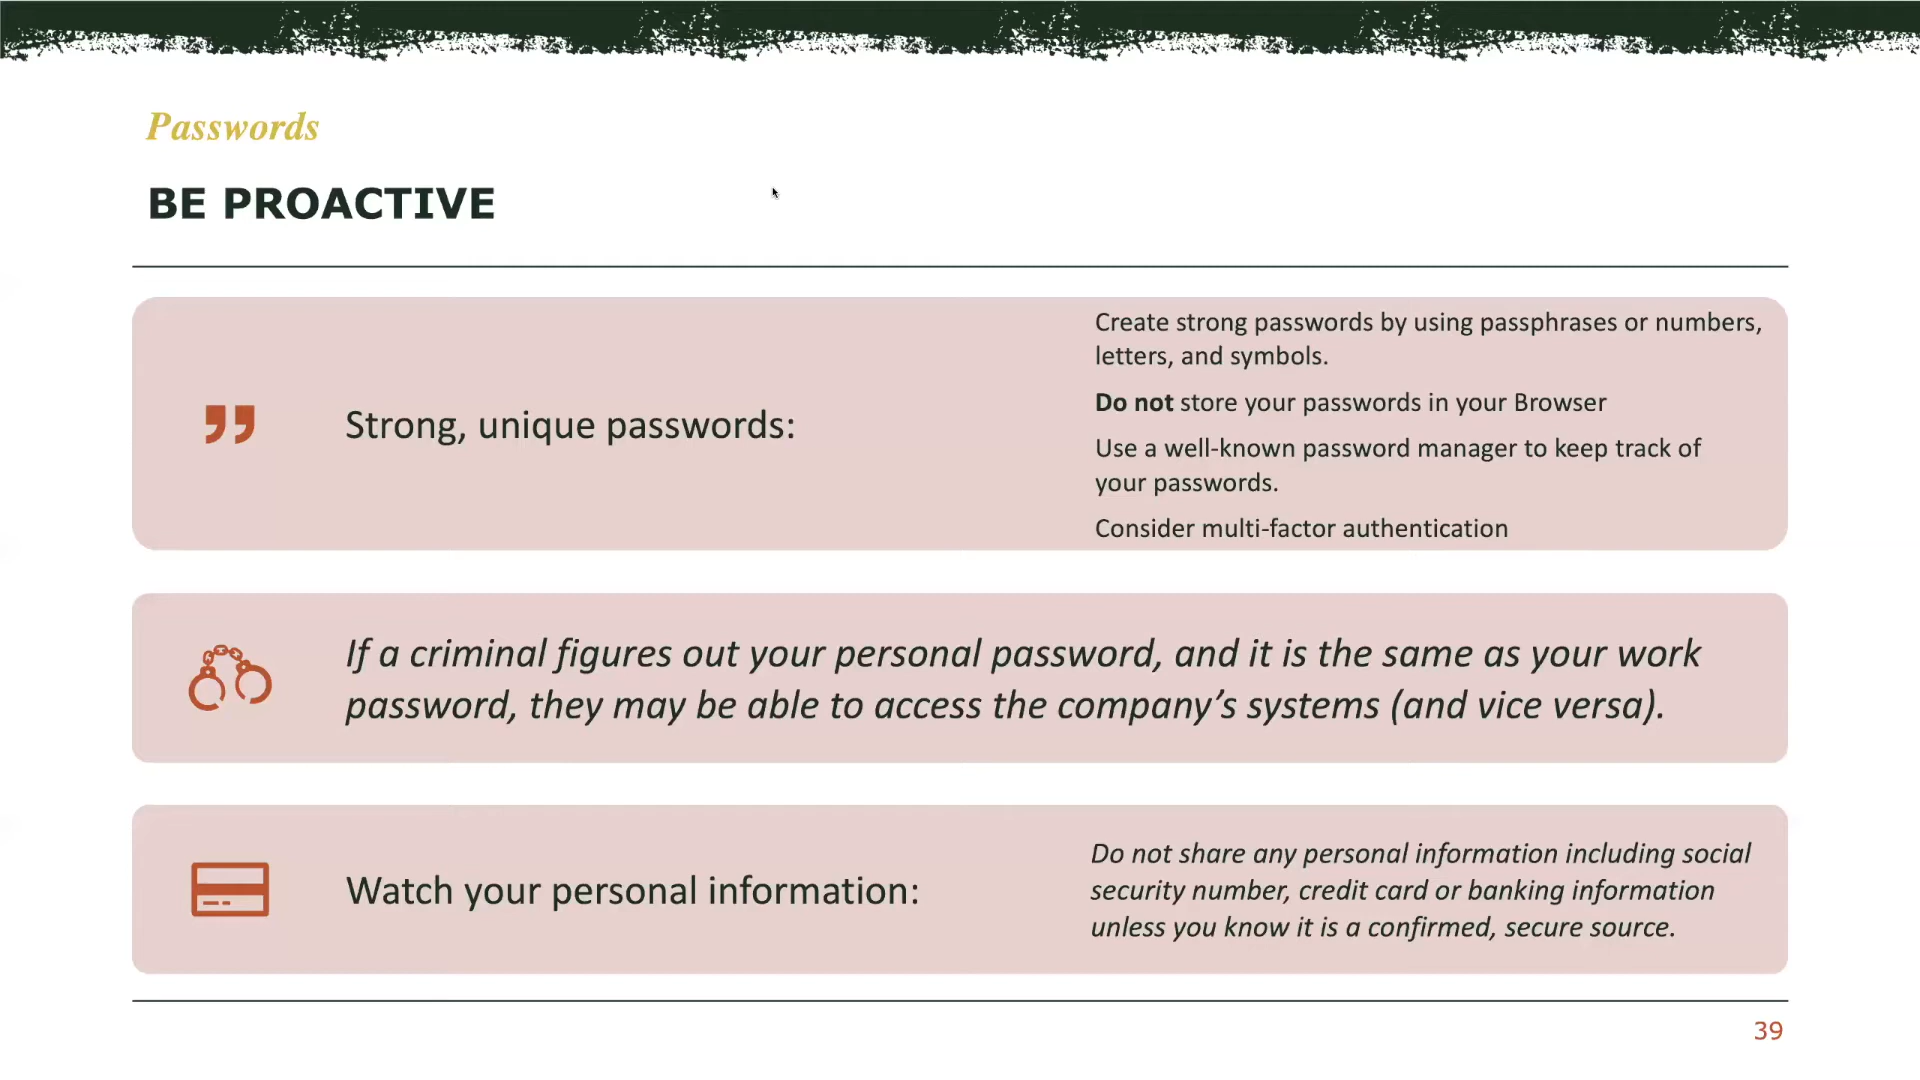 Passwords
BE PROACTIVE
Strong, unique passwords:
Create strong passwords by using passphrases or numbers,
letters, and symbols.
Do not store your passwords in your Browser
Use a well-known password manager to keep track of
your passwords.
Consider multi-factor authentication
If a criminal figures out your personal password, and it is the same as your work
password, they may be able to access the company’s systems (and vice versa).
Watch your personal information:
Do not share any personal information including social
security number, credit card or banking information
unless you know it is a confirmed, secure source.
39